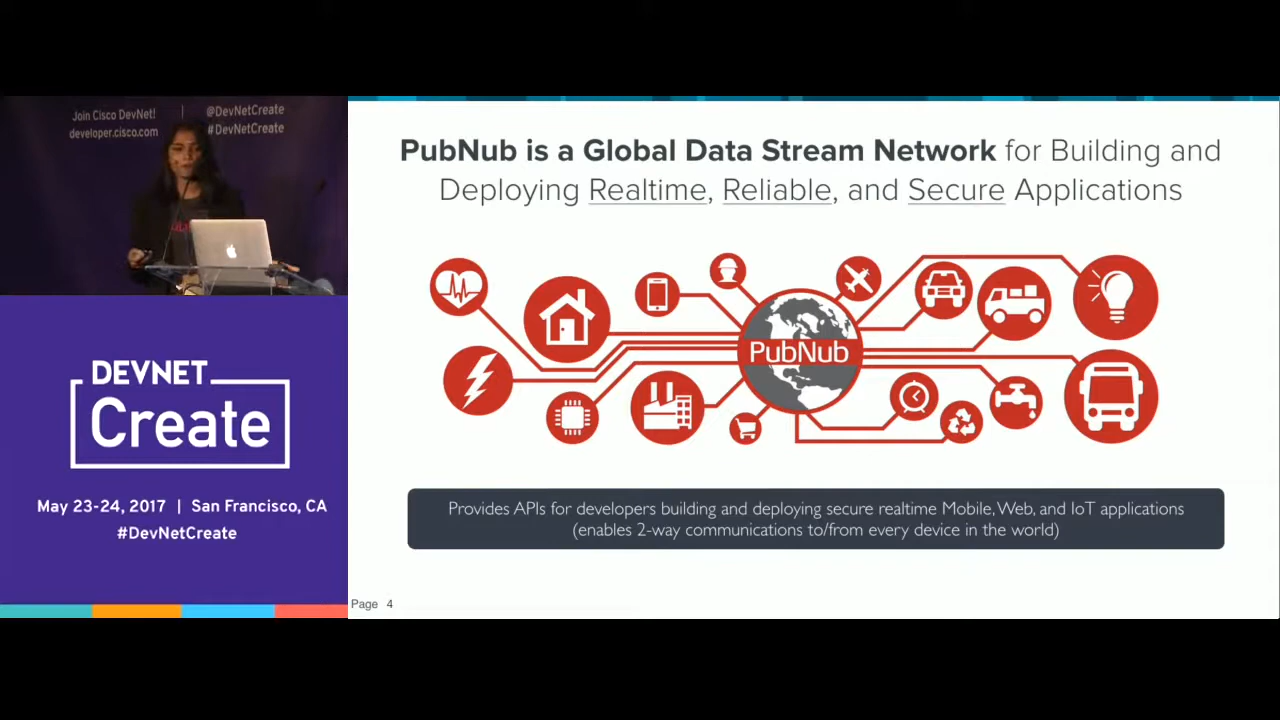 Join Cisco DevNet!
developer.cisco.com
@DevNetCreate
#DevNetCreate
DEVNET
Create
May 23-24, 2017 | San Francisco, CA
#DevNetCreate
PubNub is a Global Data Stream Network for Building and
Deploying Realtime, Reliable, and Secure Applications
PubNub
Provides APIs for developers building and deploying secure realtime Mobile, Web, and IoT applications
(enables 2-way communications to/from every device in the world)
Page 4